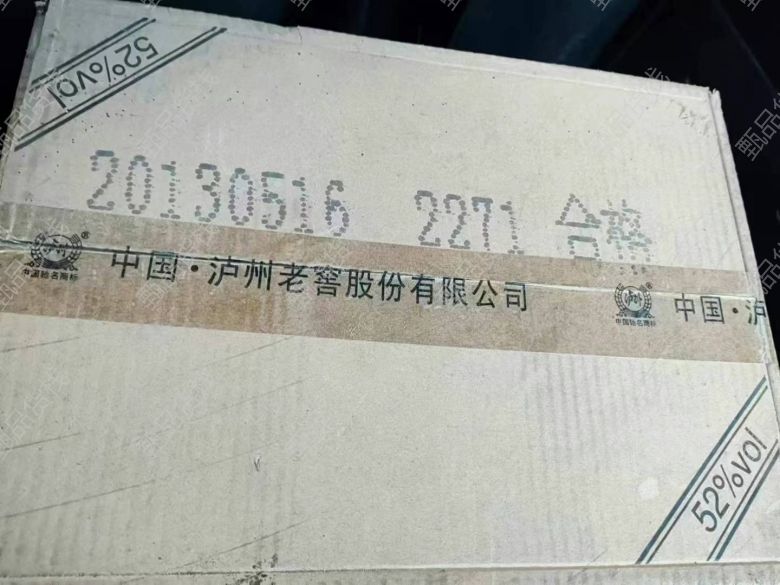 52%vol
20130516 2271 合格
中国驰名商标 ® 中国·泸州老窖股份有限公司 中国驰名商标 ® 中国·泸
52%vol